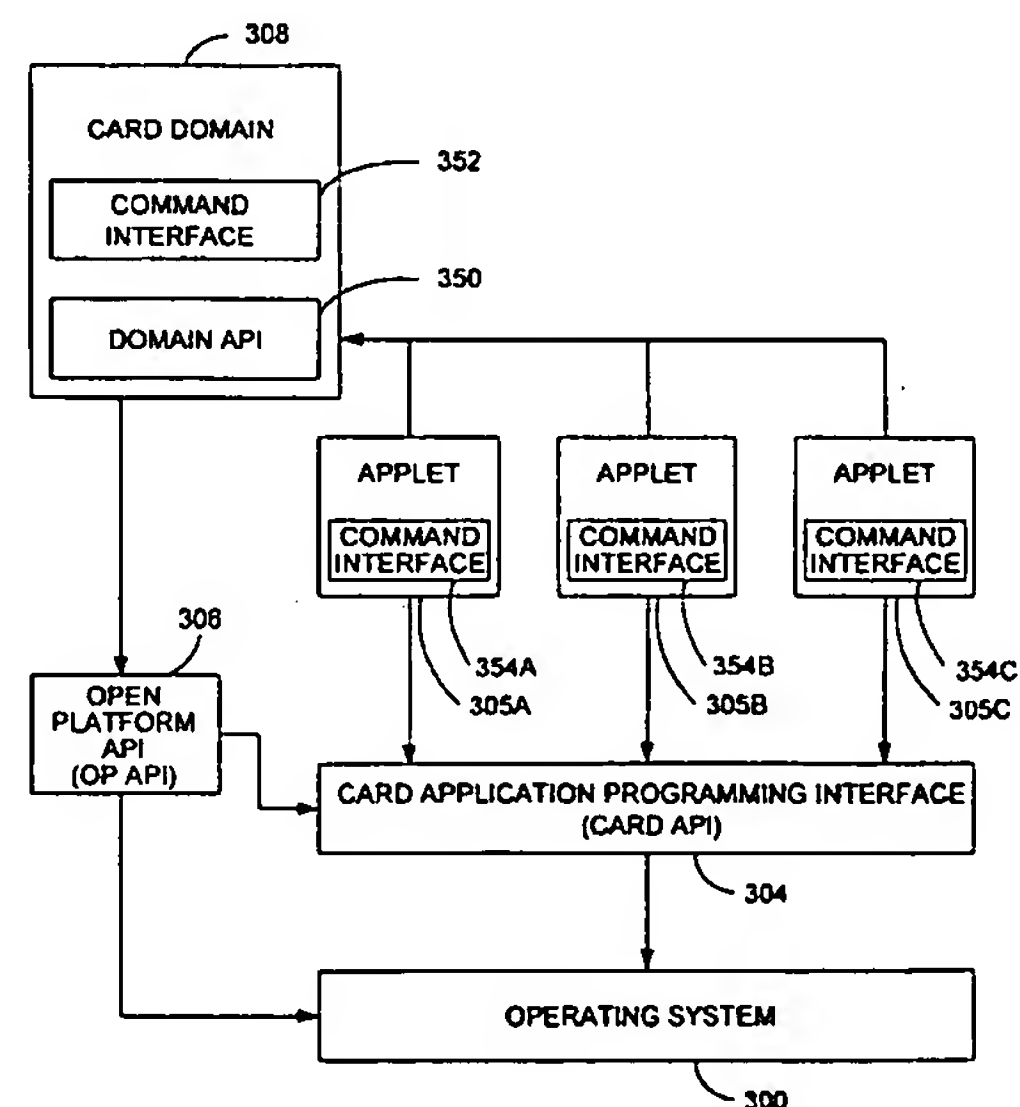 308
CARD DOMAIN
352
COMMAND
INTERFACE
350
DOMAIN API
APPLET
APPLET
APPLET
COMMAND
INTERFACE
COMMAND
INTERFACE
COMMAND
INTERFACE
306
354A
354B
354C
305A
305B
305C
OPEN
PLATFORM
API
(OP API)
CARD APPLICATION PROGRAMMING INTERFACE
(CARD API)
304
OPERATING SYSTEM
300